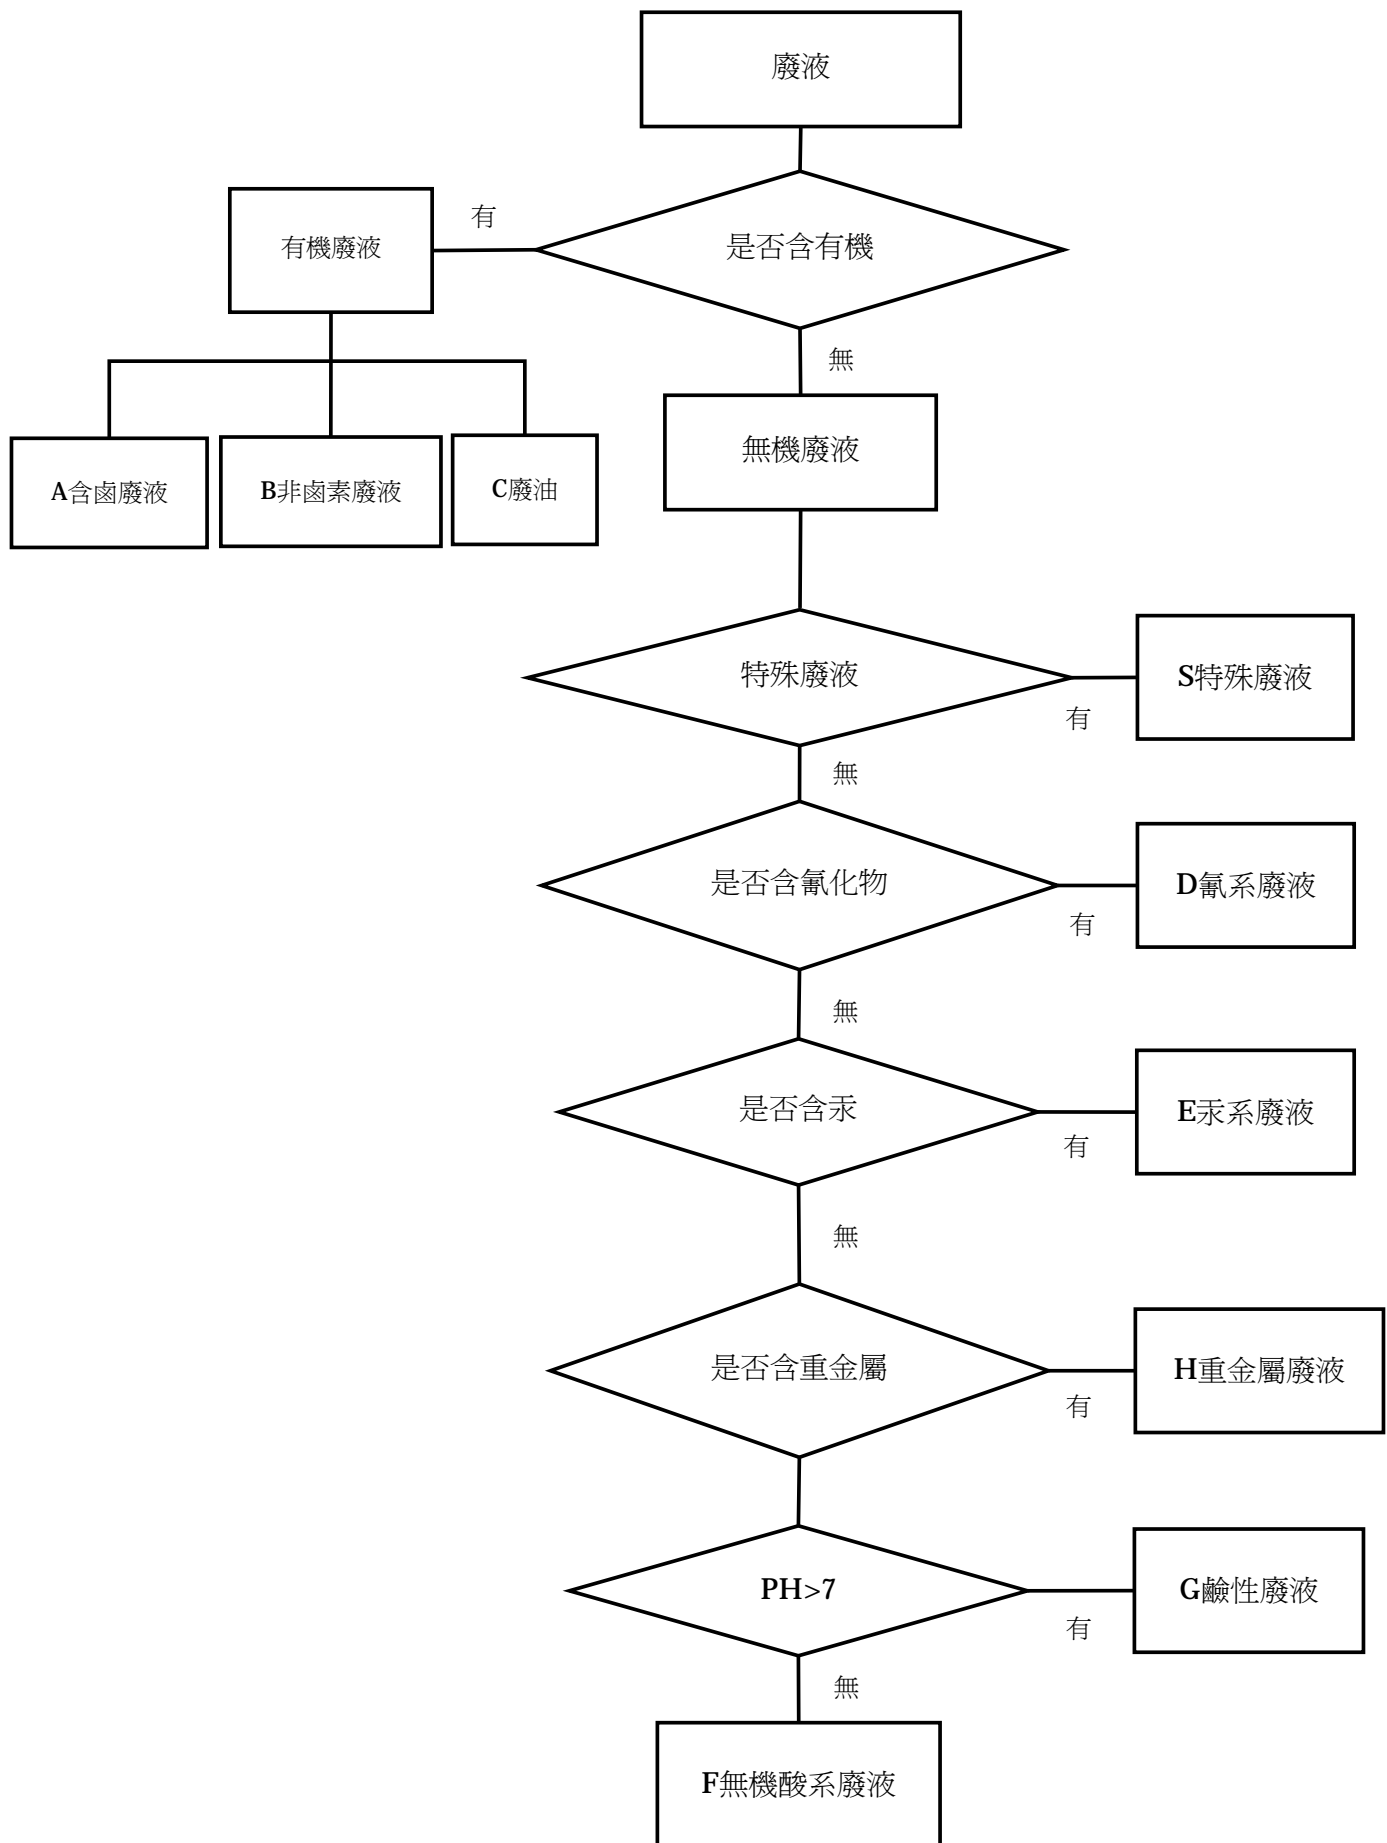 廢液
有
是否含有機
有機廢液
無
無機廢液
A含鹵廢液
B非鹵素廢液
C廢油
特殊廢液
S特殊廢液
有
無
是否含氰化物
D氰系廢液
有
無
是否含汞
E汞系廢液
有
無
是否含重金屬
H重金屬廢液
有
PH>7
G鹼性廢液
有
無
F無機酸系廢液